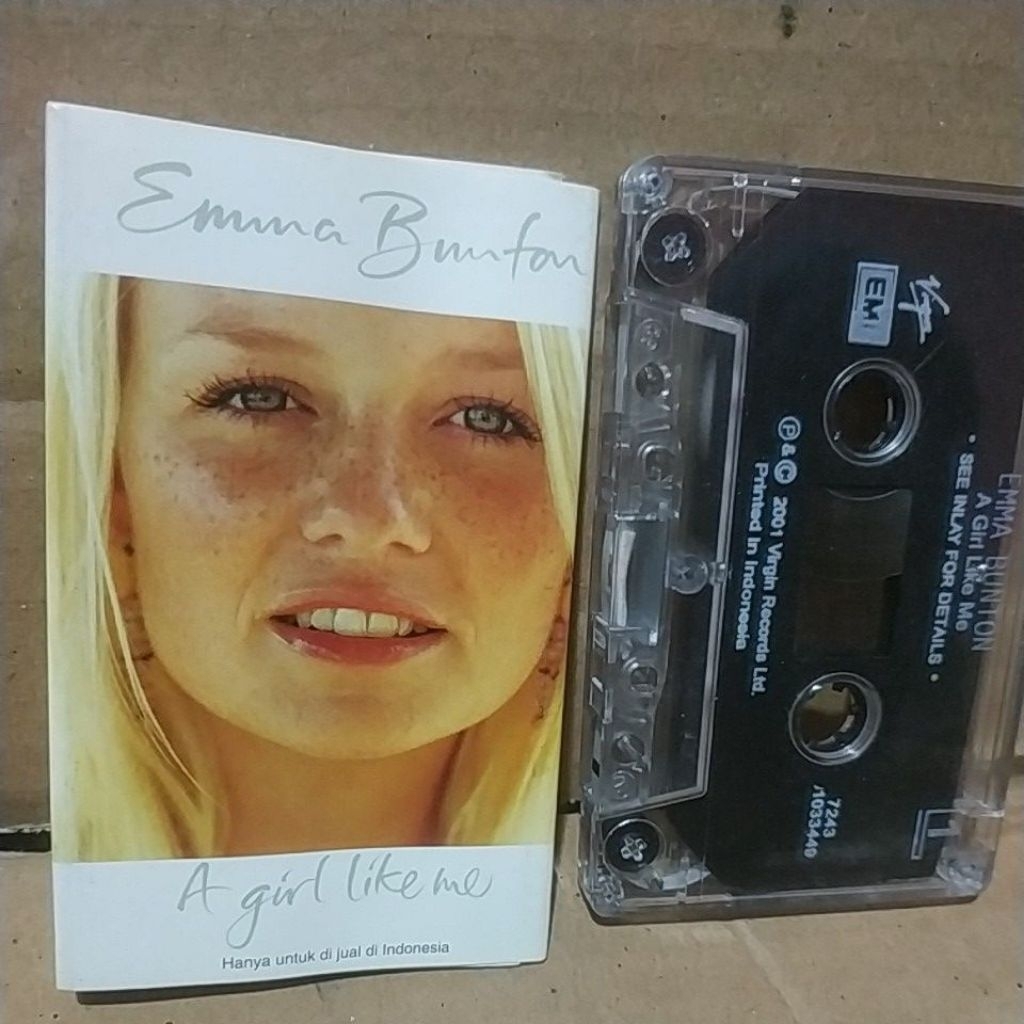 Emma Bunton
A girl like me
Hanya untuk di jual di Indonesia
EMMA BUNTON
A Girl Like Me
• SEE INLAY FOR DETAILS •
Virgin
EMI
℗ & © 2001 Virgin Records Ltd.
Printed In Indonesia
7243
1